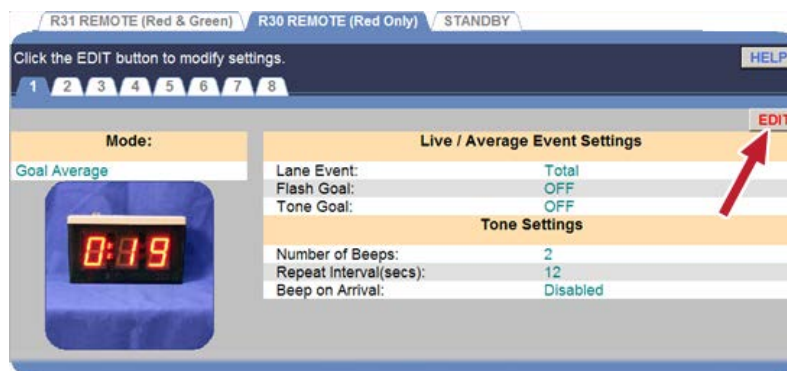 R31 REMOTE (Red & Green) R30 REMOTE (Red Only) STANDBY
Click the EDIT button to modify settings. HELP
1 2 3 4 5 6 7 8
EDIT
Mode: Live / Average Event Settings
Goal Average Lane Event: Total
Flash Goal: OFF
Tone Goal: OFF
Tone Settings
0:19
Number of Beeps: 2
Repeat Interval(secs): 12
Beep on Arrival: Disabled